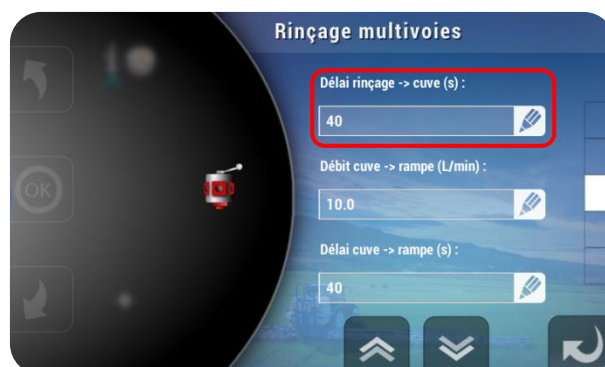 Rinçage multivoies
Délai rinçage -> cuve (s) :
40
Débit cuve -> rampe (L/min) :
10.0
Délai cuve -> rampe (s) :
40
OK